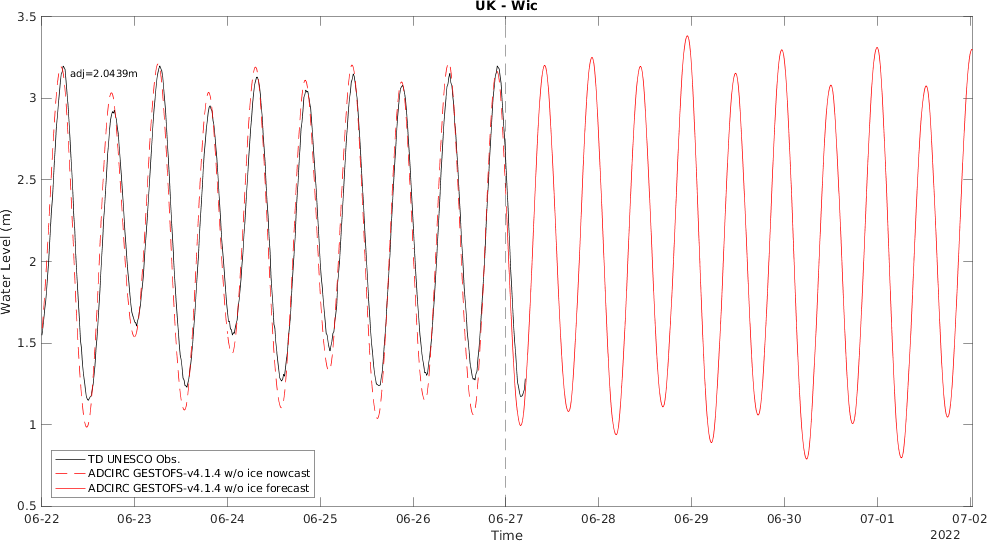 UK - Wic
3.5
3
2.5
2
1.5
1
0.5
Water Level (m)
adj=2.0439m
TD UNESCO Obs.
ADCIRC GESTOFS-v4.1.4 w/o ice nowcast
ADCIRC GESTOFS-v4.1.4 w/o ice forecast
06-22 06-23 06-24 06-25 06-26 06-27 06-28 06-29 06-30 07-01 07-02
Time
2022